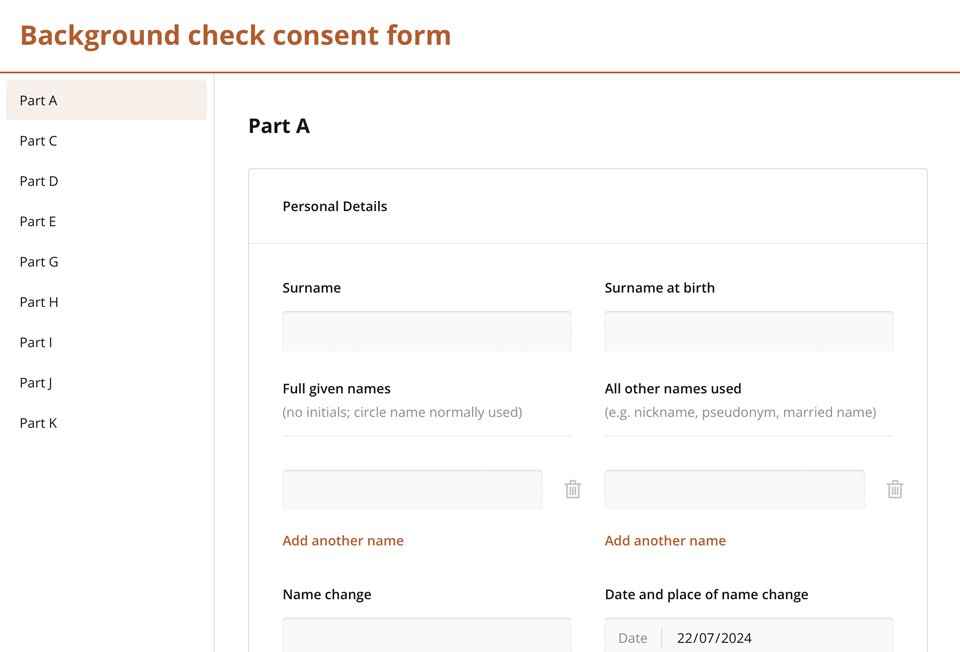 Background check consent form
Part A
Part C
Part D
Part E
Part G
Part H
Part I
Part J
Part K
Part A
Personal Details
Surname
Surname at birth
Full given names
(no initials; circle name normally used)
All other names used
(e.g. nickname, pseudonym, married name)
Add another name
Add another name
Name change
Date and place of name change
Date 22/07/2024